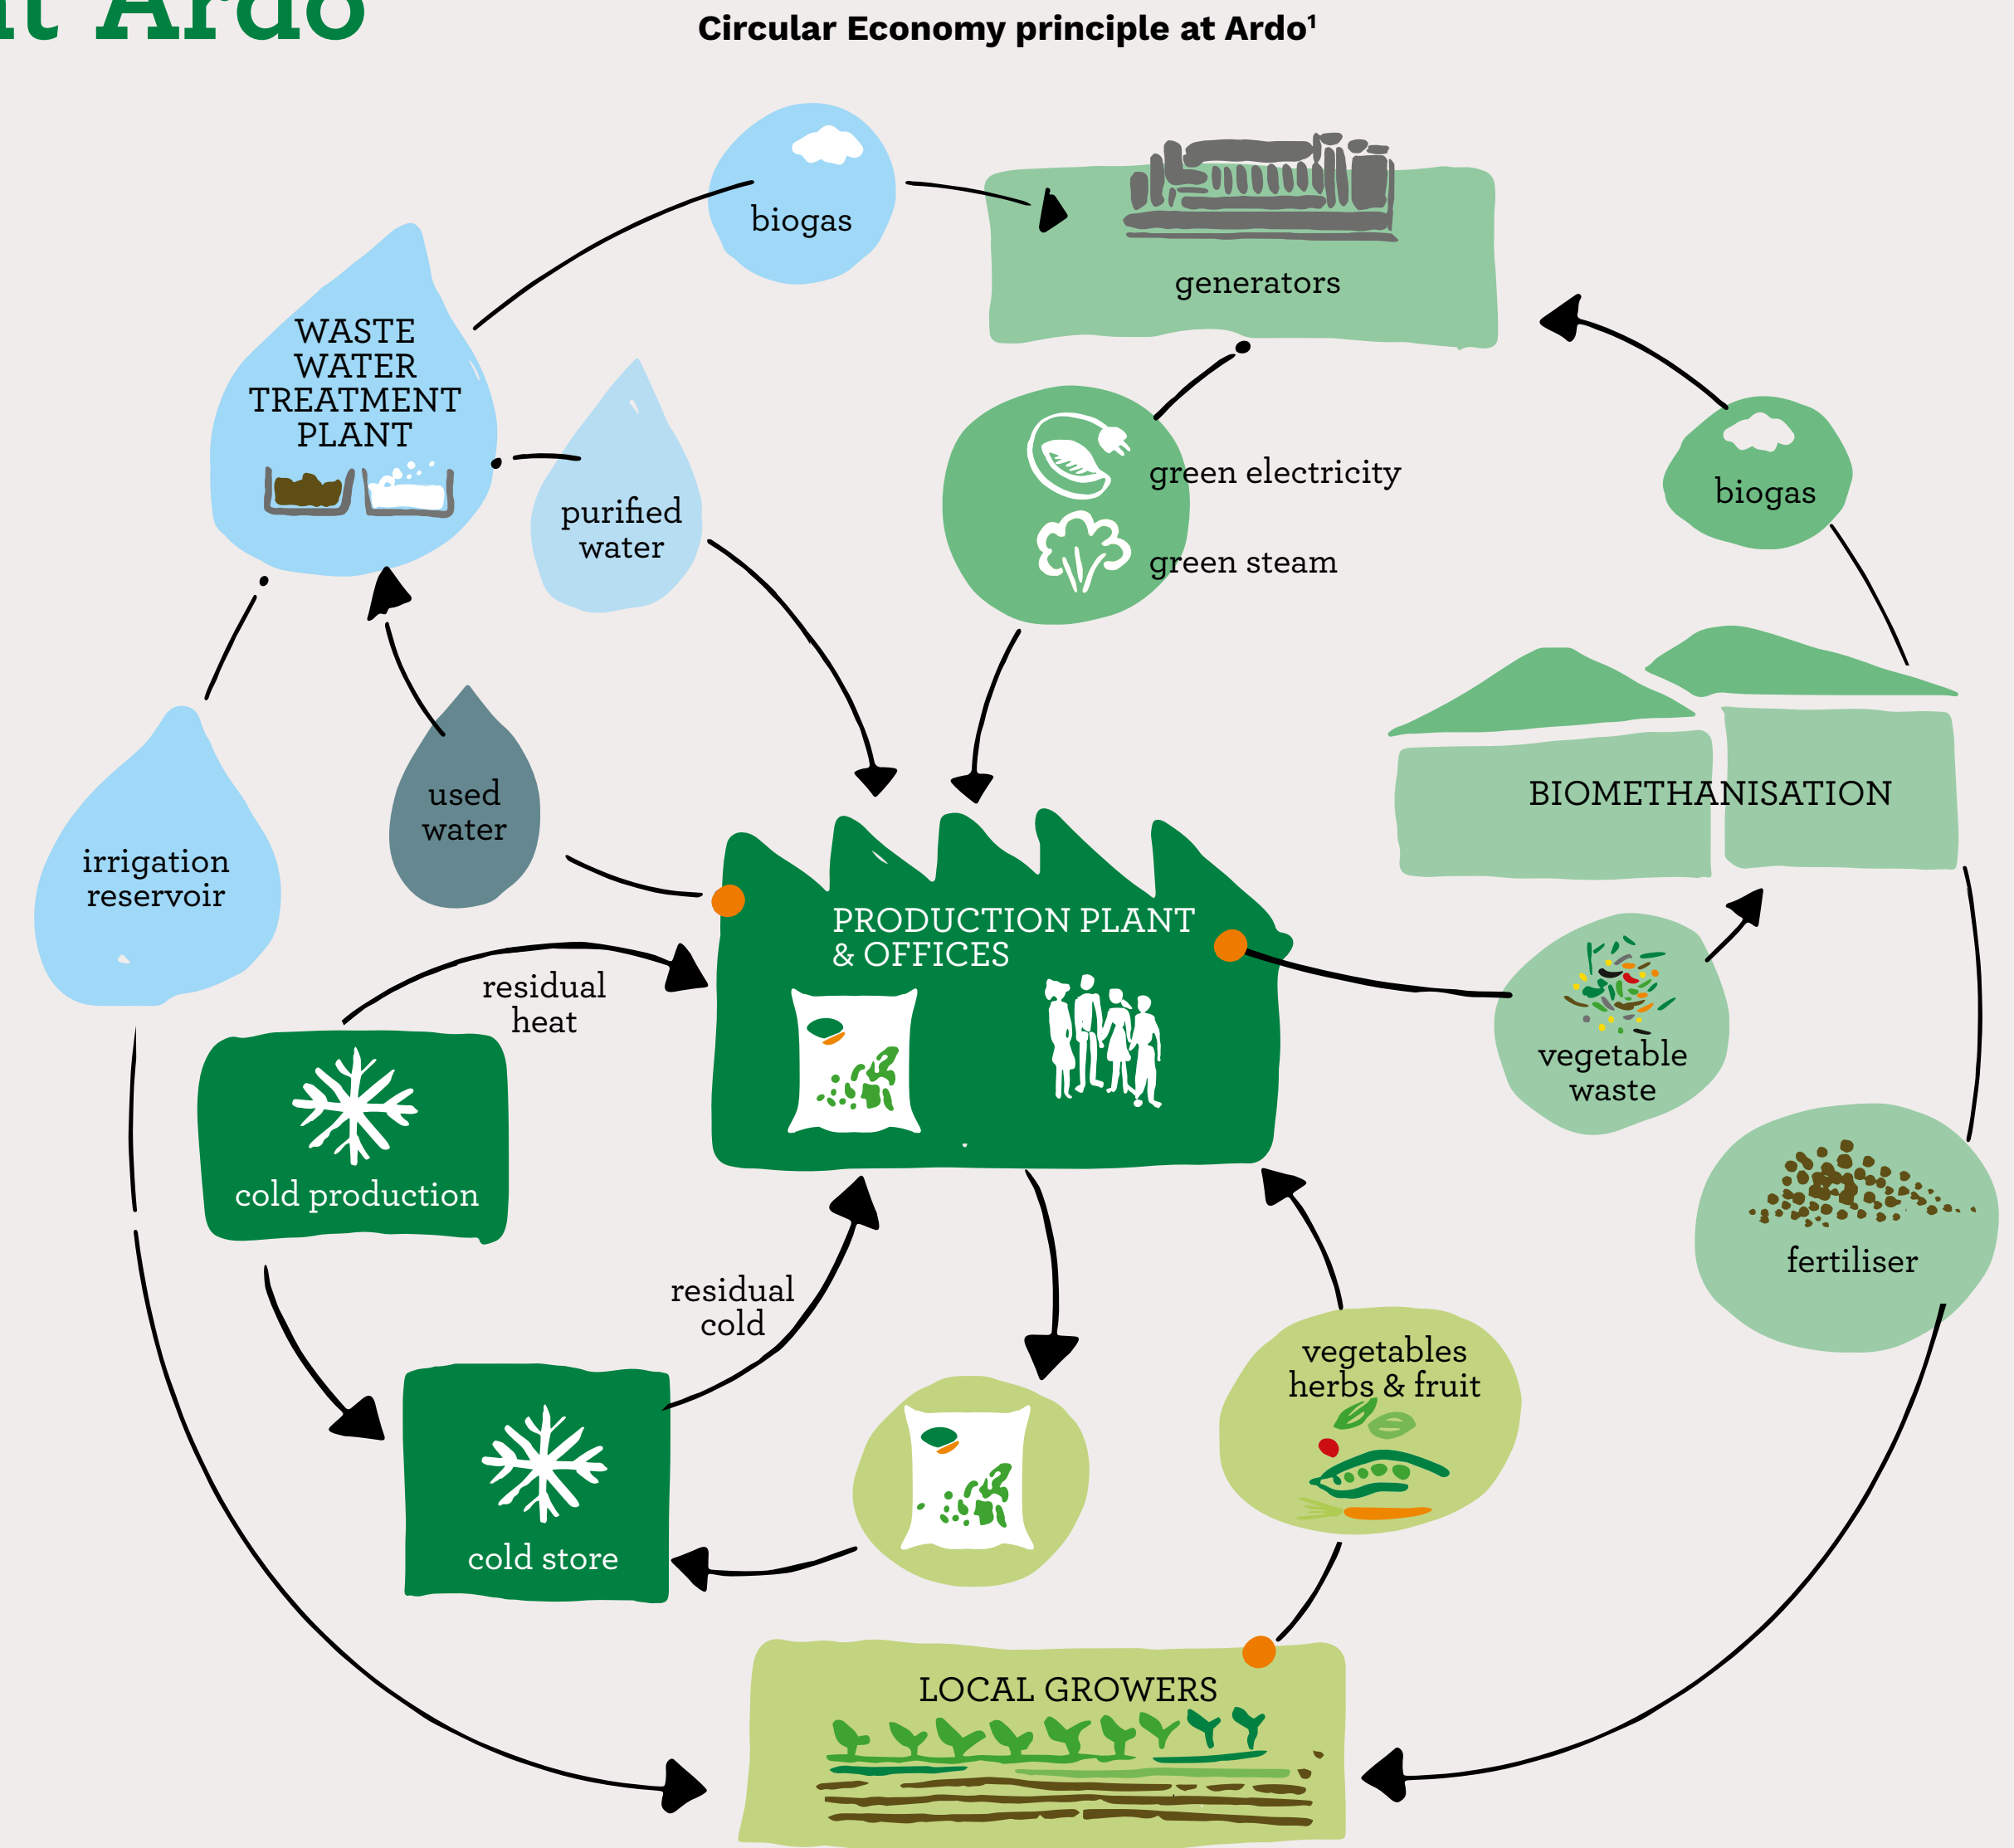 at Ardo
Circular Economy principle at Ardo¹
biogas
generators
WASTE
WATER
TREATMENT
PLANT
purified
water
green electricity
green steam
biogas
used
water
irrigation
reservoir
BIOMETHANISATION
PRODUCTION PLANT
& OFFICES
residual
heat
vegetable
waste
cold production
fertiliser
residual
cold
vegetables
herbs & fruit
cold store
LOCAL GROWERS